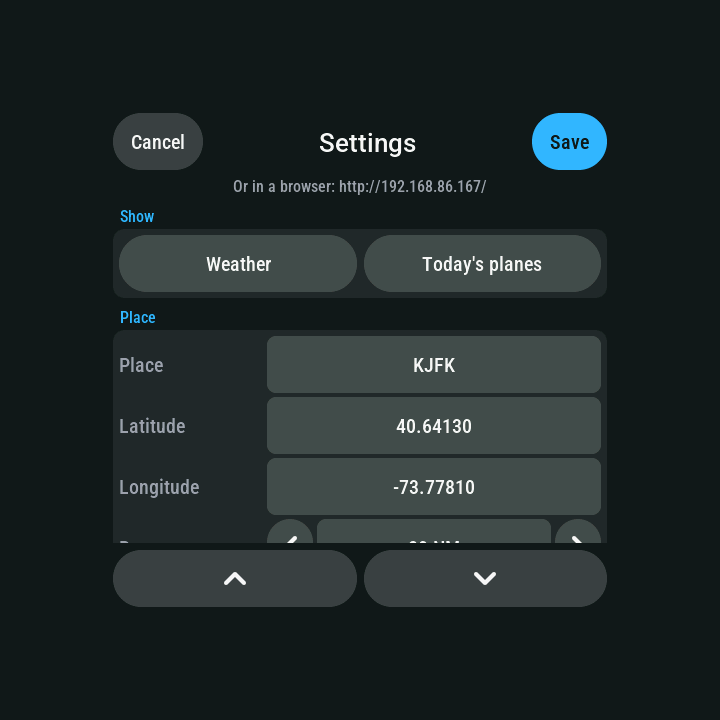 Cancel
Settings
Save
Or in a browser: http://192.168.86.167/
Show
Weather
Today's planes
Place
Place
KJFK
Latitude
40.64130
Longitude
-73.77810